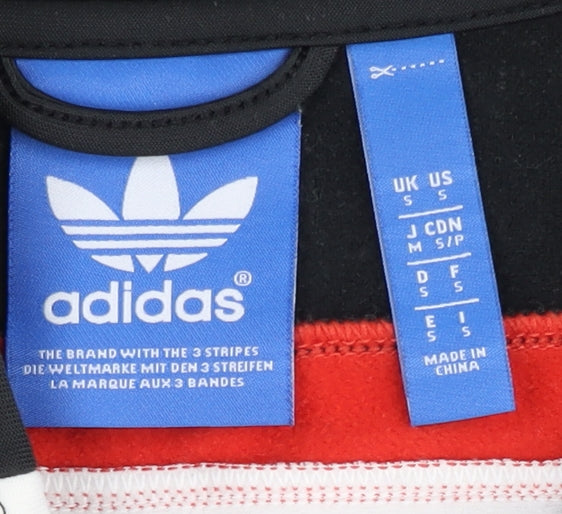 adidas®
THE BRAND WITH THE 3 STRIPES
DIE WELTMARKE MIT DEN 3 STREIFEN
LA MARQUE AUX 3 BANDES
UK US
S S
J CDN
M S/P
D F
S S
E I
S S
MADE IN
CHINA